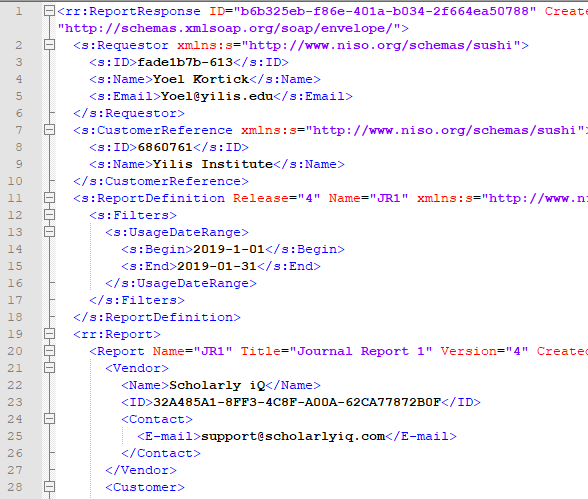 1 <rr:ReportResponse ID="b6b325eb-f86e-401a-b034-2f664ea50788" Create
"http://schemas.xmlsoap.org/soap/envelope/">
2 <s:Requestor xmlns:s="http://www.niso.org/schemas/sushi">
3 <s:ID>fade1b7b-613</s:ID>
4 <s:Name>Yoel Kortick</s:Name>
5 <s:Email>Yoel@yilis.edu</s:Email>
6 </s:Requestor>
7 <s:CustomerReference xmlns:s="http://www.niso.org/schemas/sushi">
8 <s:ID>6860761</s:ID>
9 <s:Name>Yilis Institute</s:Name>
10 </s:CustomerReference>
11 <s:ReportDefinition Release="4" Name="JR1" xmlns:s="http://www.ni
12 <s:Filters>
13 <s:UsageDateRange>
14 <s:Begin>2019-1-01</s:Begin>
15 <s:End>2019-01-31</s:End>
16 </s:UsageDateRange>
17 </s:Filters>
18 </s:ReportDefinition>
19 <rr:Report>
20 <Report Name="JR1" Title="Journal Report 1" Version="4" Created
21 <Vendor>
22 <Name>Scholarly iQ</Name>
23 <ID>32A485A1-8FF3-4C8F-A00A-62CA77872B0F</ID>
24 <Contact>
25 <E-mail>support@scholarlyiq.com</E-mail>
26 </Contact>
27 </Vendor>
28 <Customer>